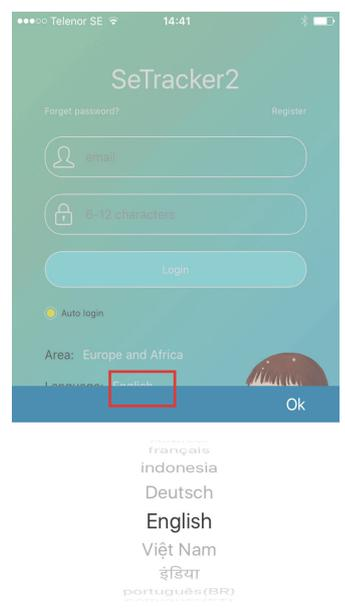 Telenor SE 14:41
SeTracker2
Forget password? Register
email
6-12 characters
Login
Auto login
Area: Europe and Africa
Language: English
Ok
français
indonesia
Deutsch
English
Việt Nam
इंडिया
português(BR)